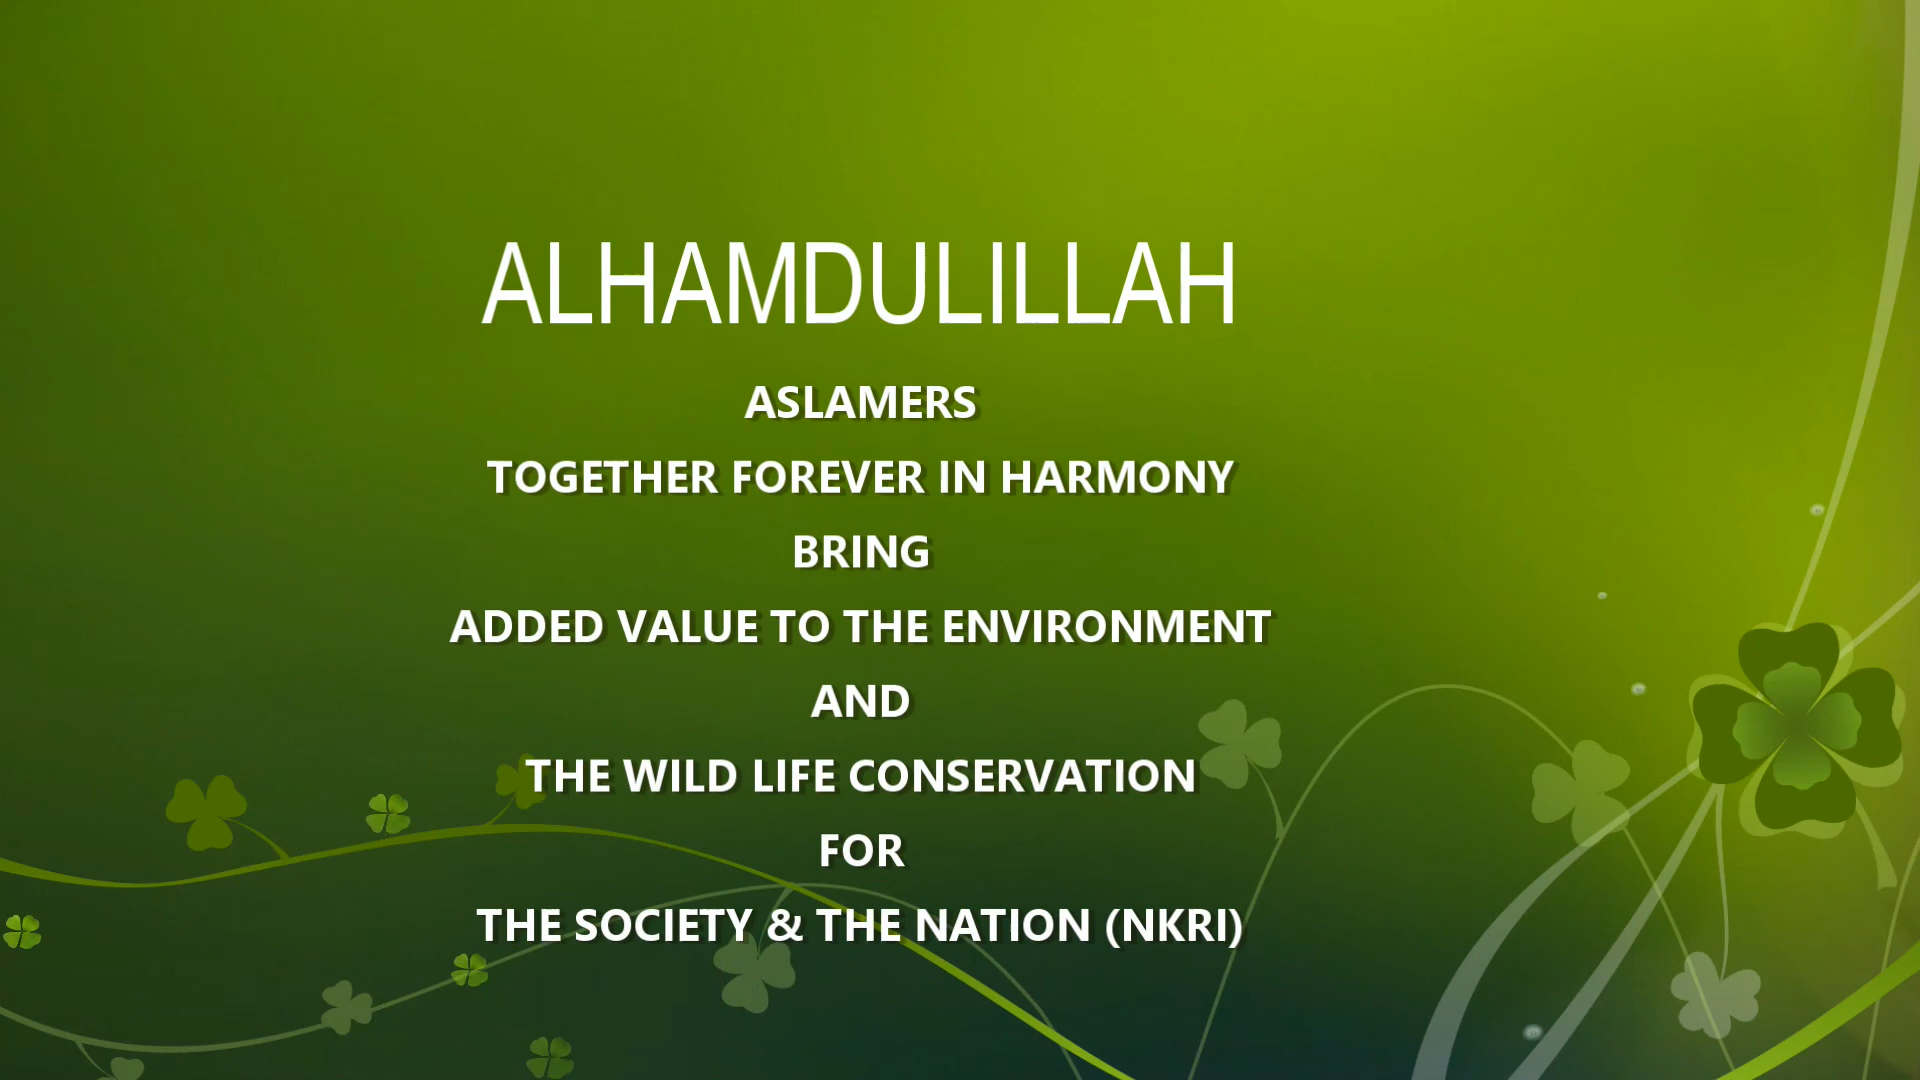 ALHAMDULILLAH
ASLAMERS
TOGETHER FOREVER IN HARMONY
BRING
ADDED VALUE TO THE ENVIRONMENT
AND
THE WILD LIFE CONSERVATION
FOR
THE SOCIETY & THE NATION (NKRI)